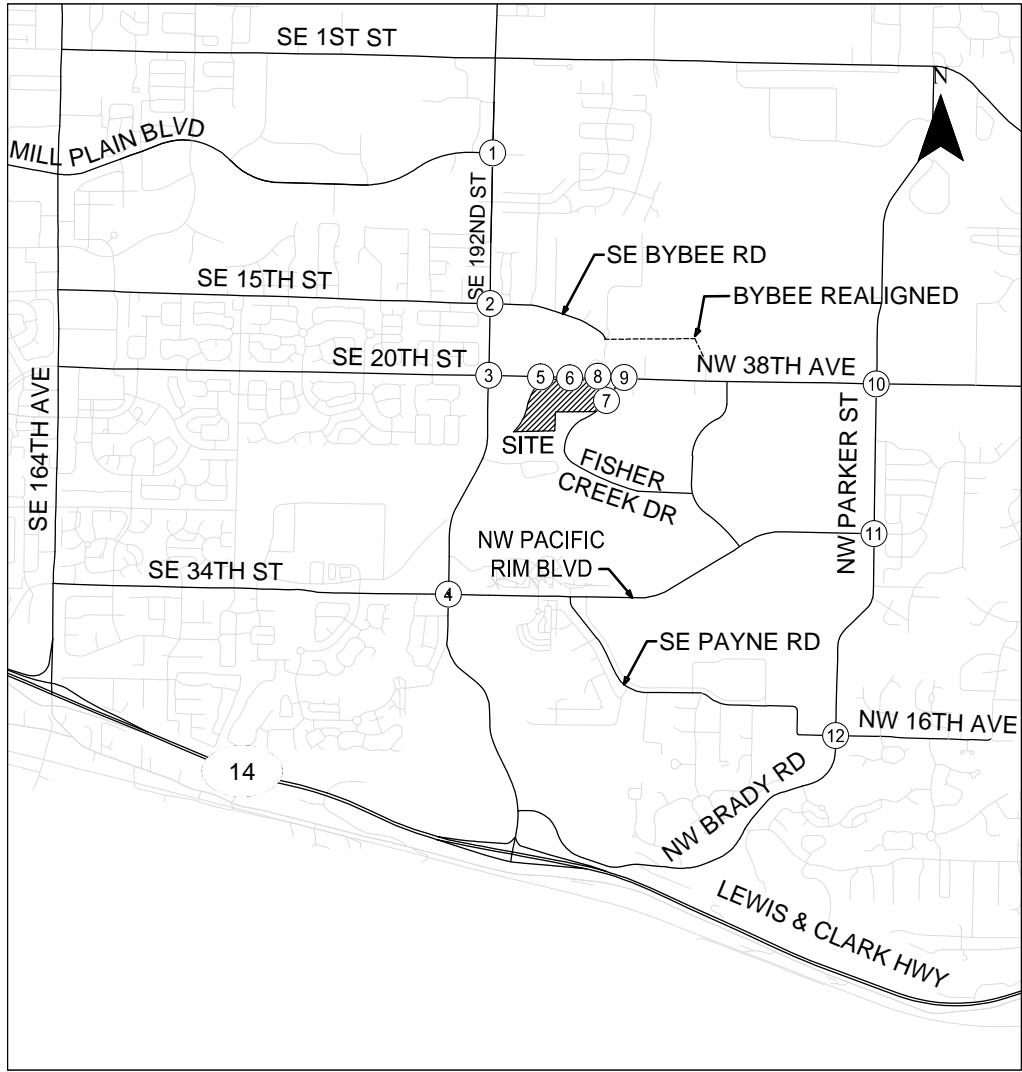 SE 1ST ST
N
MILL PLAIN BLVD
1
SE 192ND ST
SE BYBEE RD
SE 15TH ST
2
BYBEE REALIGNED
SE 20TH ST
3
5
6
8
9
NW 38TH AVE
10
7
SITE
SE 164TH AVE
FISHER
CREEK DR
NW PARKER ST
NW PACIFIC
RIM BLVD
11
SE 34TH ST
4
SE PAYNE RD
NW 16TH AVE
12
14
NW BRADY RD
LEWIS & CLARK HWY